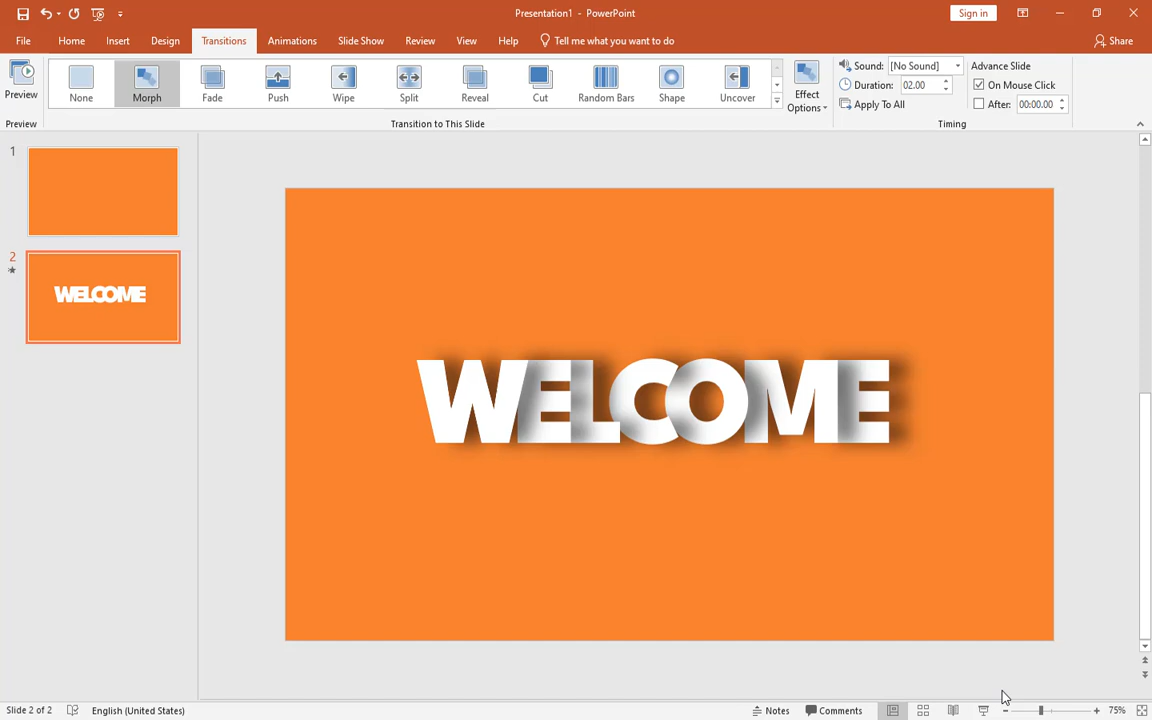 Presentation1 - PowerPoint
Sign in
File Home Insert Design Transitions Animations Slide Show Review View Help Tell me what you want to do Share
Preview
None Morph Fade Push Wipe Split Reveal Cut Random Bars Shape Uncover
Effect
Options
Sound: [No Sound]
Duration: 02.00
Apply To All
Advance Slide
On Mouse Click
After: 00:00.00
Preview Transition to This Slide Timing
1
2
WELCOME
WELCOME
Slide 2 of 2 English (United States) Notes Comments 75%